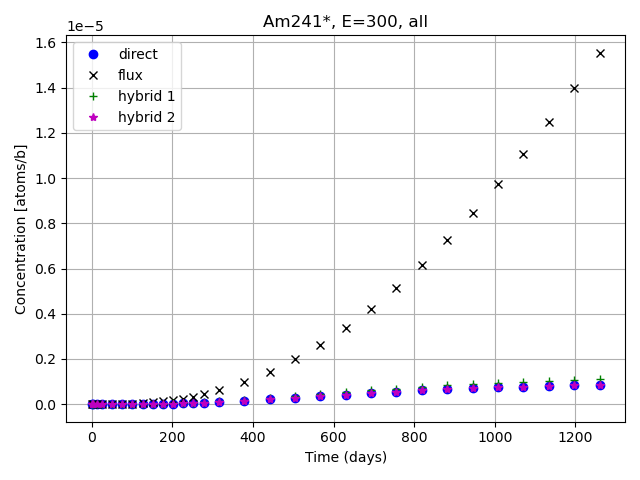 Am241*, E=300, all
1e−5
direct
flux
hybrid 1
hybrid 2
1.6
1.4
1.2
1.0
0.8
0.6
0.4
0.2
0.0
Concentration [atoms/b]
0 200 400 600 800 1000 1200
Time (days)